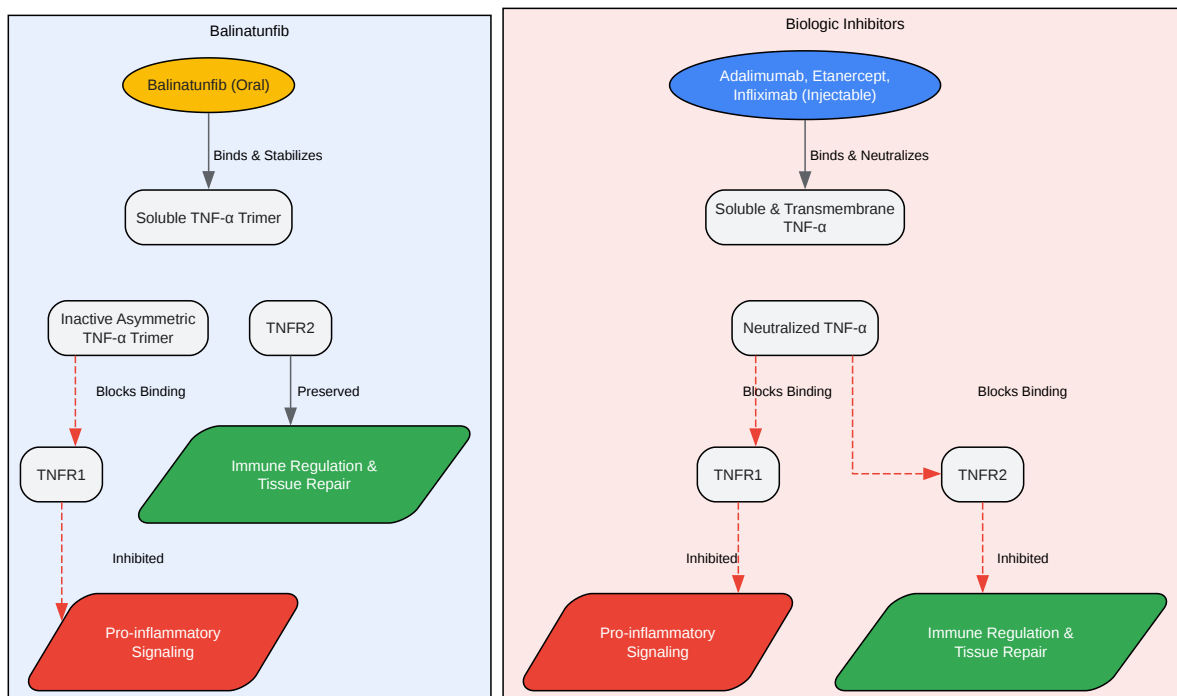 Balinatunfib
Balinatunfib (Oral)
Binds & Stabilizes
Soluble TNF-α Trimer
Inactive Asymmetric
TNF-α Trimer
TNFR2
Blocks Binding
Preserved
TNFR1
Immune Regulation &
Tissue Repair
Inhibited
Pro-inflammatory
Signaling
Biologic Inhibitors
Adalimumab, Etanercept,
Infliximab (Injectable)
Binds & Neutralizes
Soluble & Transmembrane
TNF-α
Neutralized TNF-α
Blocks Binding
Blocks Binding
TNFR1
TNFR2
Inhibited
Inhibited
Pro-inflammatory
Signaling
Immune Regulation &
Tissue Repair